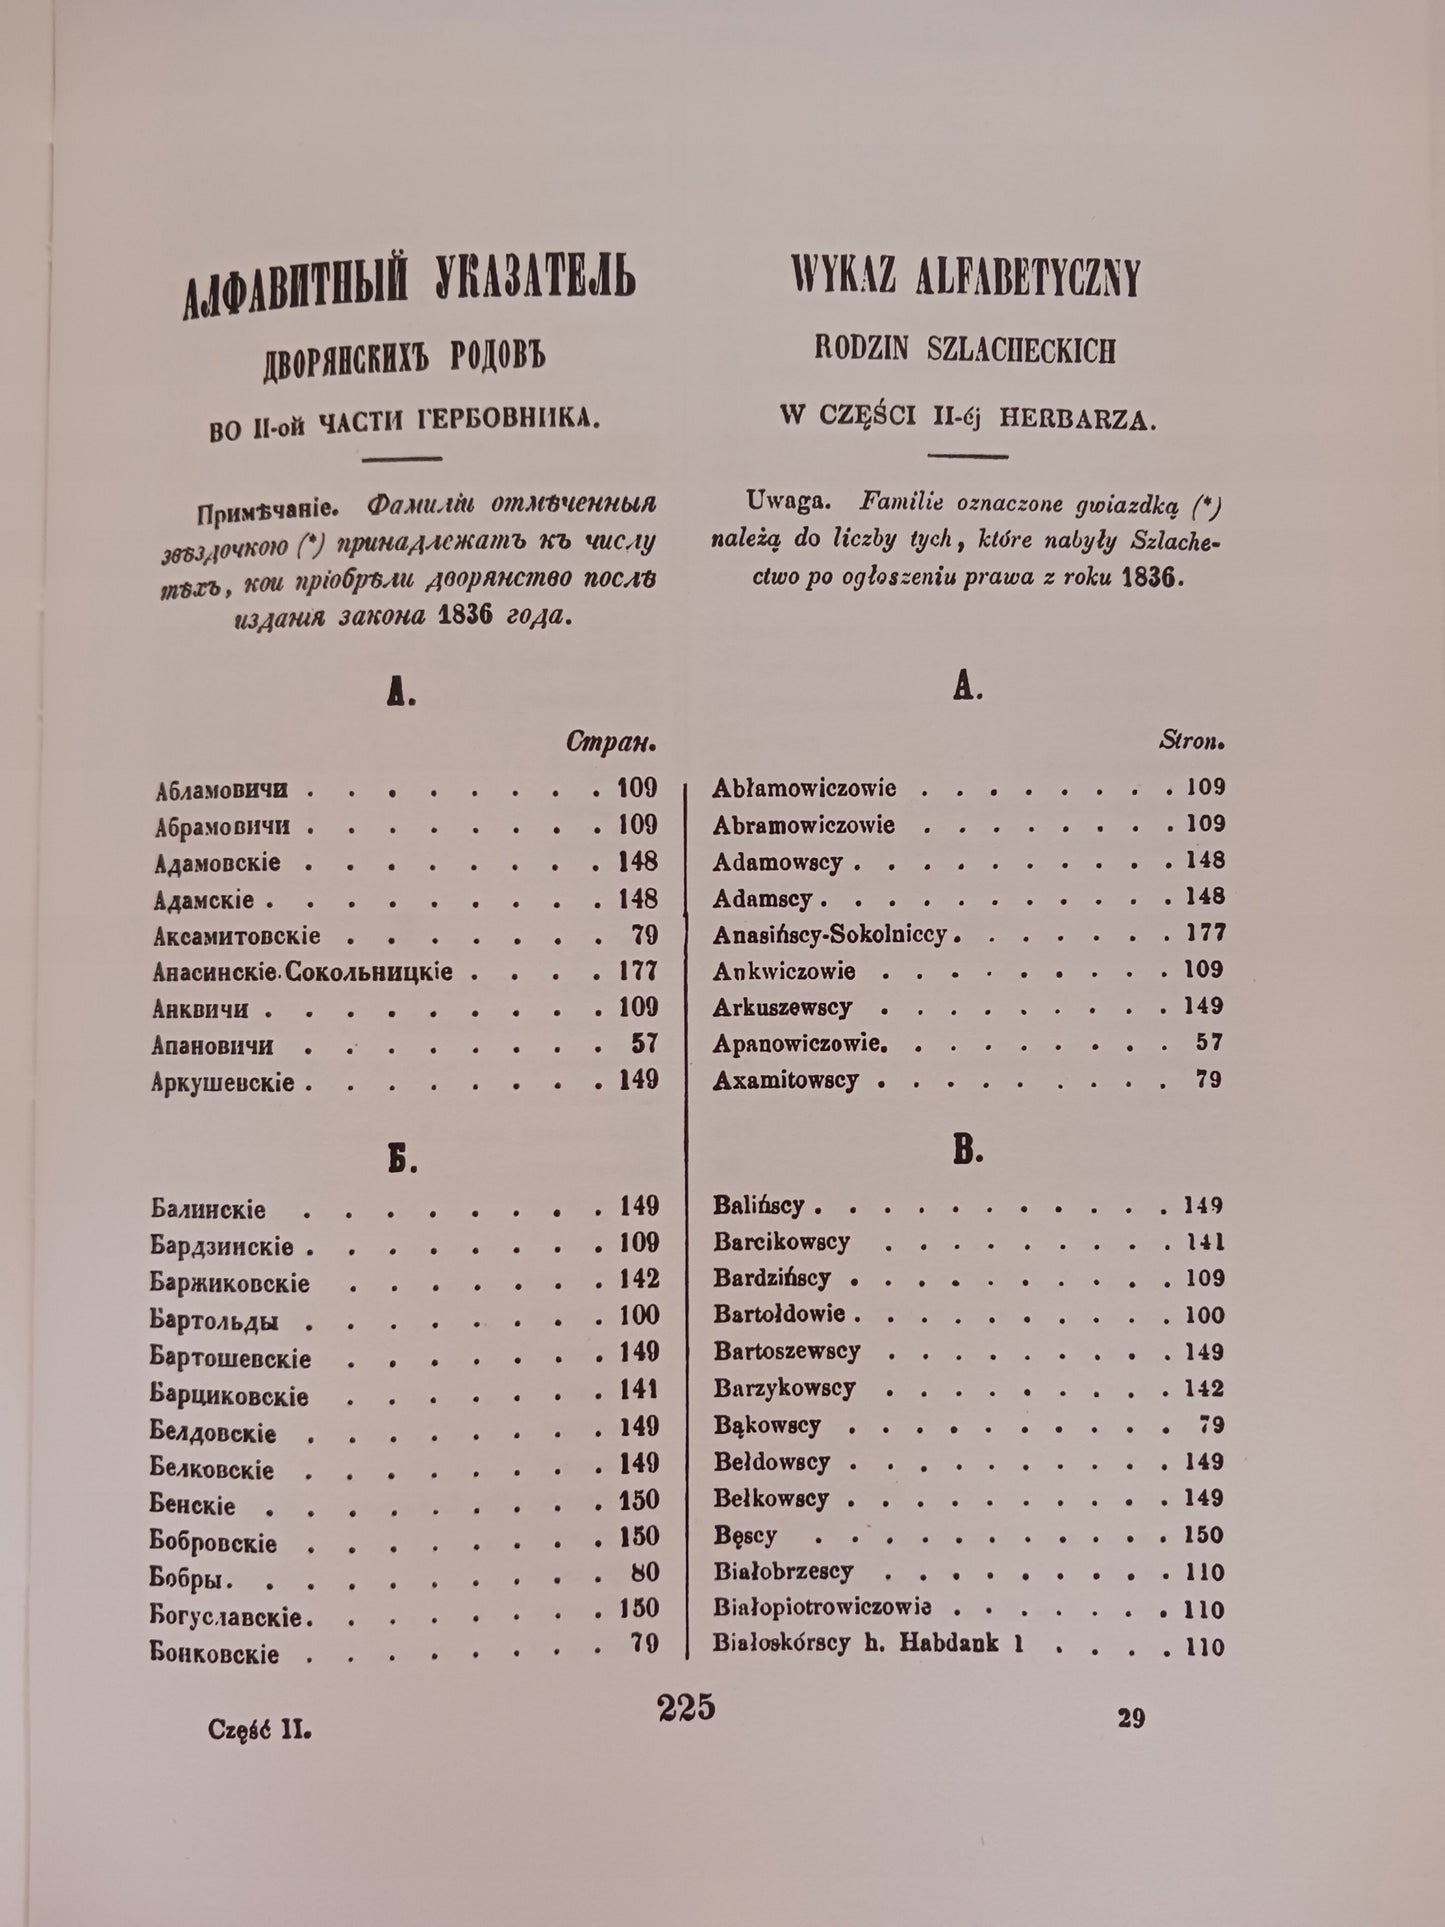 АЛФАВИТНЫЙ УКАЗАТЕЛЬ
ДВОРЯНСКИХЪ РОДОВЪ
ВО II-ой ЧАСТИ ГЕРБОВНИКА.
Примѣчаніе. Фамиліи отмѣченныя
звѣздочкою (*) принадлежатъ къ числу
тѣхъ, кои пріобрѣли дворянство послѣ
изданія закона 1836 года.
А.
Стран.
Абламовичи . . . . . . . . 109
Абрамовичи . . . . . . . . 109
Адамовскіе . . . . . . . . 148
Адамскіе . . . . . . . . . 148
Аксамитовскіе . . . . . . . 79
Анасинскіе-Сокольницкіе . . . . 177
Анквичи . . . . . . . . . 109
Апановичи . . . . . . . . 57
Аркушевскіе . . . . . . . . 149
Б.
Балинскіе . . . . . . . . 149
Бардзинскіе . . . . . . . . 109
Баржиковскіе . . . . . . . 142
Бартольды . . . . . . . . 100
Бартошевскіе . . . . . . . 149
Барциковскіе . . . . . . . 141
Белдовскіе . . . . . . . . 149
Белковскіе . . . . . . . . 149
Бенскіе . . . . . . . . . 150
Бобровскіе . . . . . . . . 150
Бобры. . . . . . . . . . 80
Богуславскіе. . . . . . . . 150
Бонковскіе . . . . . . . . 79
WYKAZ ALFABETYCZNY
RODZIN SZLACHECKICH
W CZĘŚCI II-éj HERBARZA.
Uwaga. Familie oznaczone gwiazdką (*)
należą do liczby tych, które nabyły Szlache-
ctwo po ogłoszeniu prawa z roku 1836.
A.
Stron.
Abłamowiczowie . . . . . . . . 109
Abramowiczowie . . . . . . . . 109
Adamowscy . . . . . . . . . . 148
Adamscy . . . . . . . . . . . 148
Anasińscy-Sokolniccy . . . . . . . 177
Ankwiczowie . . . . . . . . . 109
Arkuszewscy . . . . . . . . . 149
Apanowiczowie. . . . . . . . . 57
Axamitowscy . . . . . . . . . 79
B.
Balińscy . . . . . . . . . . . 149
Barcikowscy . . . . . . . . . 141
Bardzińscy . . . . . . . . . . 109
Bartołdowie . . . . . . . . . . 100
Bartoszewscy . . . . . . . . . 149
Barzykowscy . . . . . . . . . 142
Bąkowscy . . . . . . . . . . 79
Bełdowscy . . . . . . . . . . 149
Bełkowscy . . . . . . . . . . 149
Bęscy . . . . . . . . . . . 150
Białobrzescy . . . . . . . . . 110
Białopiotrowiczowie . . . . . . . 110
Białoskórscy h. Habdank 1 . . . . 110
225
Część II.
29